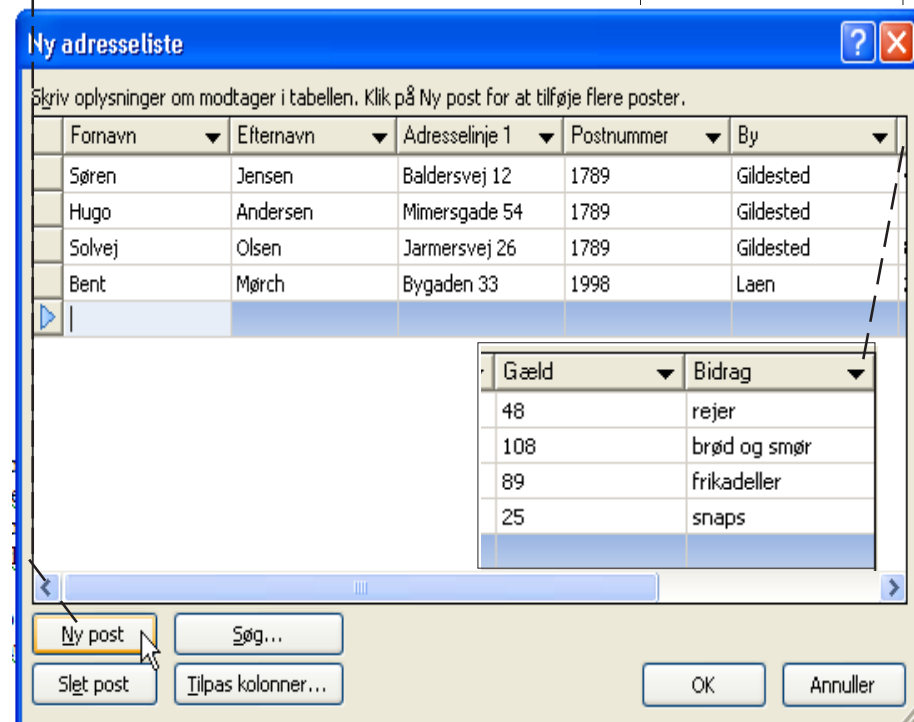 Ny adresseliste
Skriv oplysninger om modtager i tabellen. Klik på Ny post for at tilføje flere poster.
Fornavn Efternavn Adresselinje 1 Postnummer By
Søren Jensen Baldersvej 12 1789 Gildested
Hugo Andersen Mimersgade 54 1789 Gildested
Solvej Olsen Jarmersvej 26 1789 Gildested
Bent Mørch Bygaden 33 1998 Laen
Gæld Bidrag
48 rejer
108 brød og smør
89 frikadeller
25 snaps
Ny post Søg...
Slet post Tilpas kolonner... OK Annuller